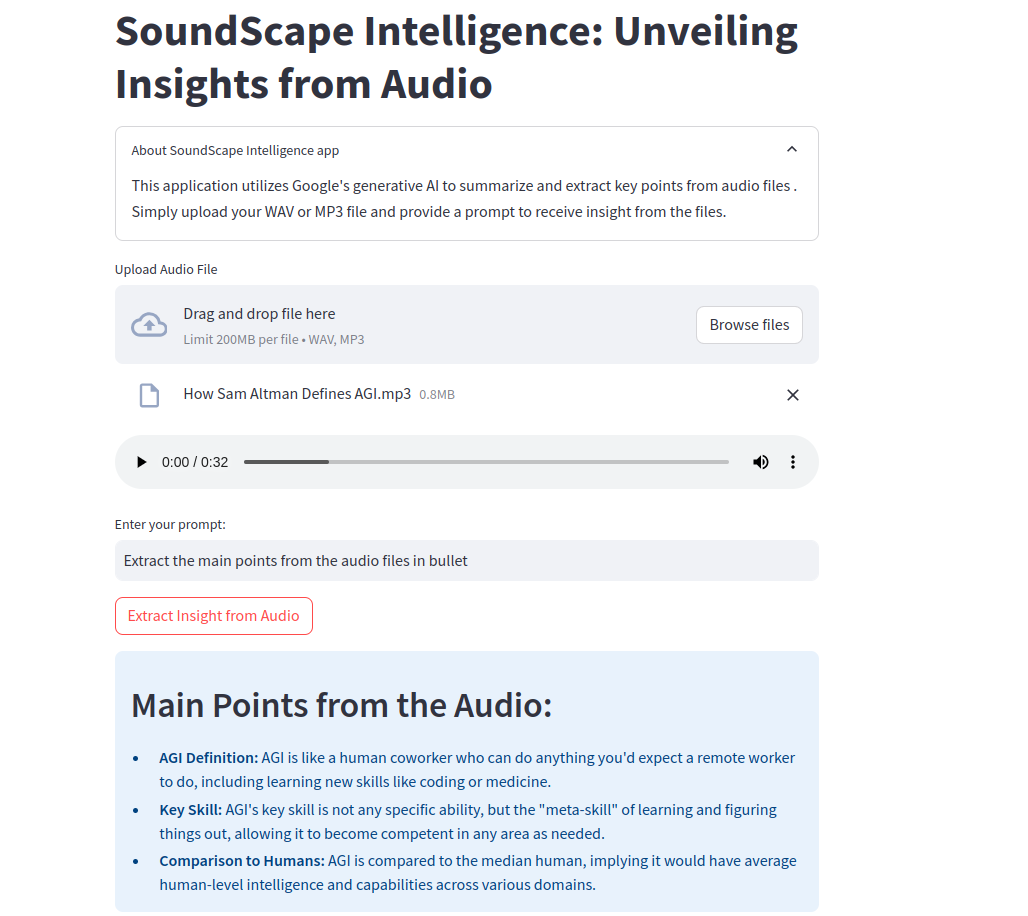 SoundScape Intelligence: Unveiling
Insights from Audio
About SoundScape Intelligence app
This application utilizes Google's generative AI to summarize and extract key points from audio files .
Simply upload your WAV or MP3 file and provide a prompt to receive insight from the files.
Upload Audio File
Drag and drop file here
Limit 200MB per file • WAV, MP3
Browse files
How Sam Altman Defines AGI.mp3 0.8MB
0:00 / 0:32
Enter your prompt:
Extract the main points from the audio files in bullet
Extract Insight from Audio
Main Points from the Audio:
• AGI Definition: AGI is like a human coworker who can do anything you'd expect a remote worker
to do, including learning new skills like coding or medicine.
• Key Skill: AGI's key skill is not any specific ability, but the "meta-skill" of learning and figuring
things out, allowing it to become competent in any area as needed.
• Comparison to Humans: AGI is compared to the median human, implying it would have average
human-level intelligence and capabilities across various domains.